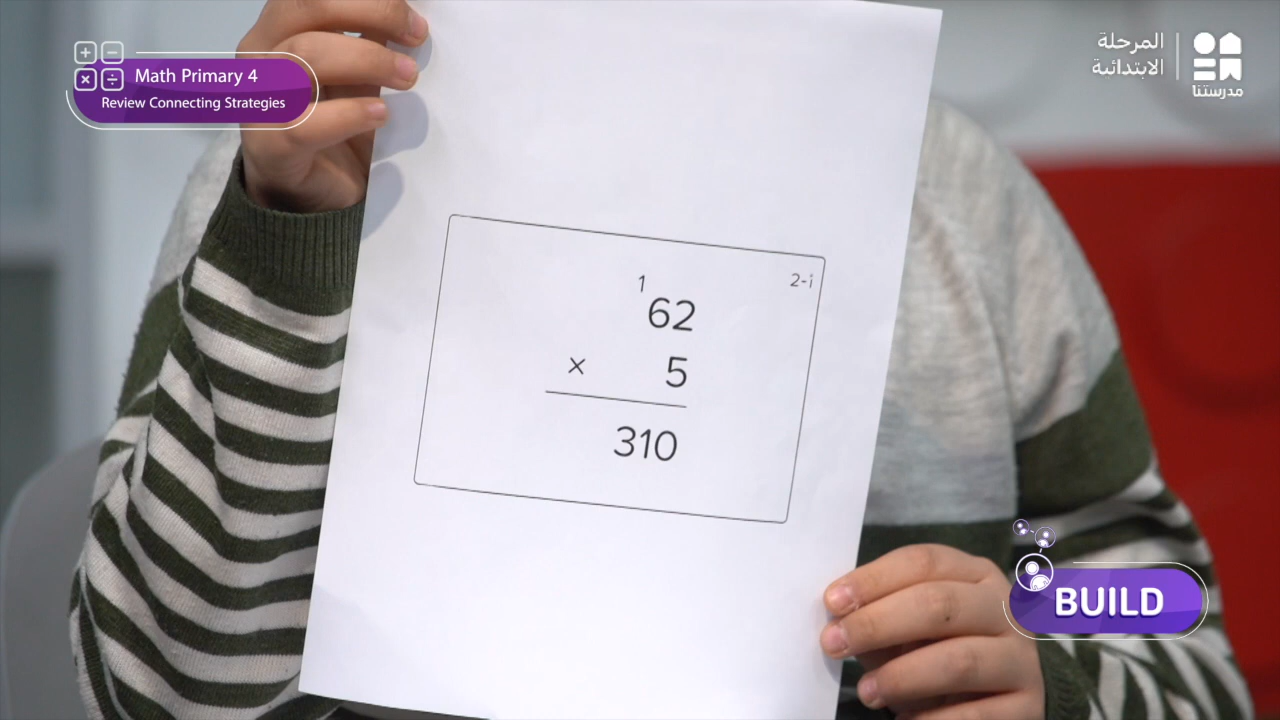 Math Primary 4
Review Connecting Strategies
المرحلة
الابتدائية
مدرستنا
2-i
1
62
× 5
310
BUILD